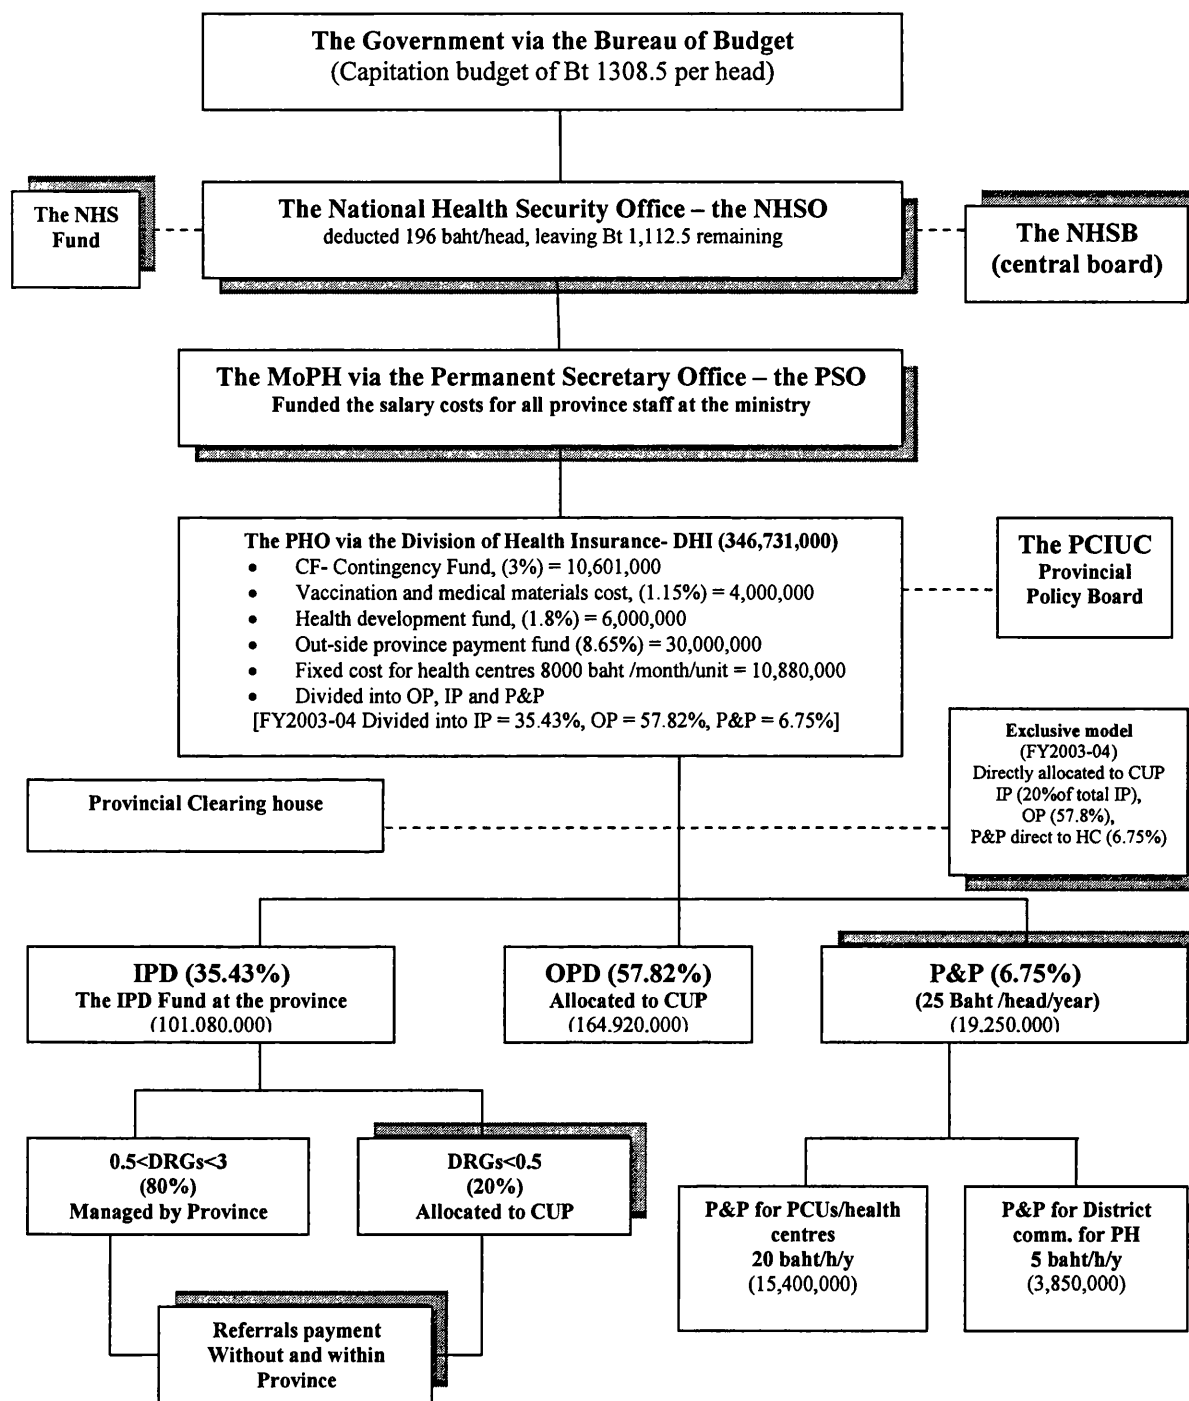 The Government via the Bureau of Budget
(Capitation budget of Bt 1308.5 per head)
The NHS
Fund
The National Health Security Office – the NHSO
deducted 196 baht/head, leaving Bt 1,112.5 remaining
The NHSB
(central board)
The MoPH via the Permanent Secretary Office – the PSO
Funded the salary costs for all province staff at the ministry
The PHO via the Division of Health Insurance- DHI (346,731,000)
• CF- Contingency Fund, (3%) = 10,601,000
• Vaccination and medical materials cost, (1.15%) = 4,000,000
• Health development fund, (1.8%) = 6,000,000
• Out-side province payment fund (8.65%) = 30,000,000
• Fixed cost for health centres 8000 baht /month/unit = 10,880,000
• Divided into OP, IP and P&P
[FY2003-04 Divided into IP = 35.43%, OP = 57.82%, P&P = 6.75%]
The PCIUC
Provincial
Policy Board
Exclusive model
(FY2003-04)
Directly allocated to CUP
IP (20%of total IP),
OP (57.8%),
P&P direct to HC (6.75%)
Provincial Clearing house
IPD (35.43%)
The IPD Fund at the province
(101.080.000)
OPD (57.82%)
Allocated to CUP
(164.920.000)
P&P (6.75%)
(25 Baht /head/year)
(19.250.000)
0.5<DRGs<3
(80%)
Managed by Province
DRGs<0.5
(20%)
Allocated to CUP
P&P for PCUs/health
centres
20 baht/h/y
(15,400,000)
P&P for District
comm. for PH
5 baht/h/y
(3,850,000)
Referrals payment
Without and within
Province